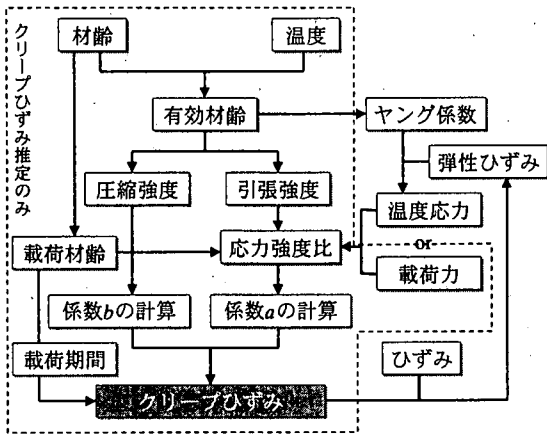 クリープひずみ推定のみ
材齢
温度
有効材齢
ヤング係数
弾性ひずみ
圧縮強度
引張強度
温度応力
載荷材齢
応力強度比
or
載荷力
係数bの計算
係数aの計算
載荷期間
ひずみ
クリープひずみ